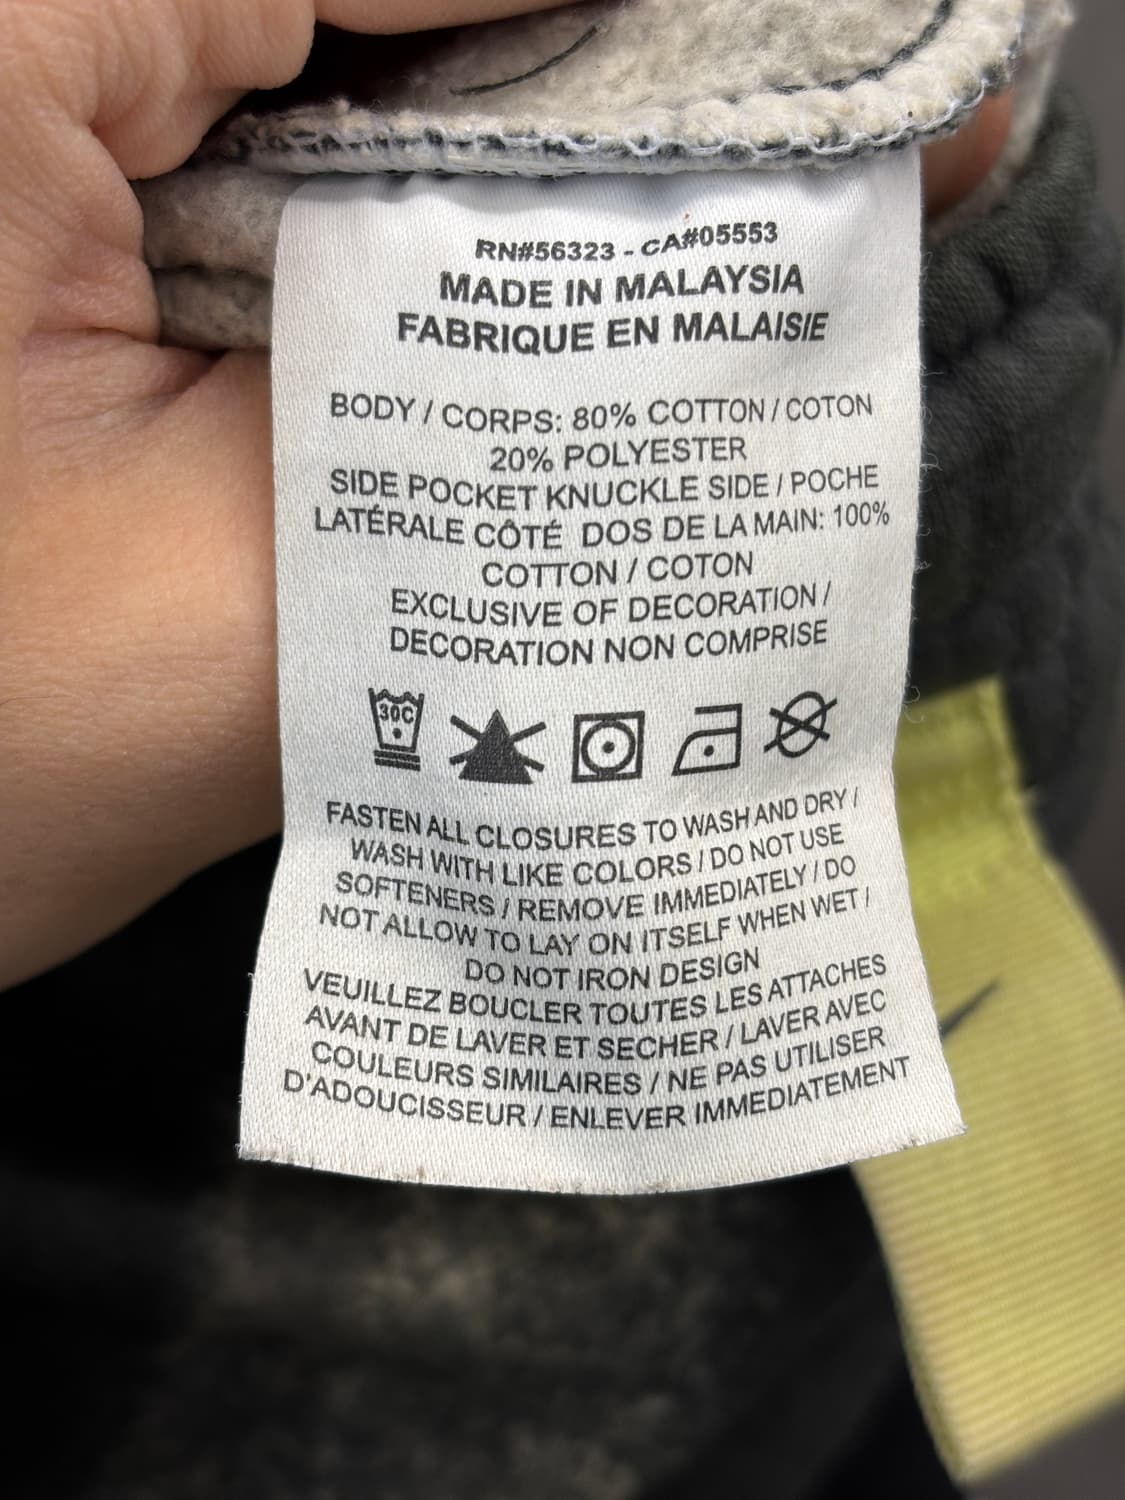 RN#56323 - CA#05553
MADE IN MALAYSIA
FABRIQUE EN MALAISIE
BODY / CORPS: 80% COTTON / COTON
20% POLYESTER
SIDE POCKET KNUCKLE SIDE / POCHE
LATÉRALE CÔTÉ DOS DE LA MAIN: 100%
COTTON / COTON
EXCLUSIVE OF DECORATION /
DECORATION NON COMPRISE
30C
FASTEN ALL CLOSURES TO WASH AND DRY /
WASH WITH LIKE COLORS / DO NOT USE
SOFTENERS / REMOVE IMMEDIATELY / DO
NOT ALLOW TO LAY ON ITSELF WHEN WET /
DO NOT IRON DESIGN
VEUILLEZ BOUCLER TOUTES LES ATTACHES
AVANT DE LAVER ET SECHER / LAVER AVEC
COULEURS SIMILAIRES / NE PAS UTILISER
D'ADOUCISSEUR / ENLEVER IMMEDIATEMENT